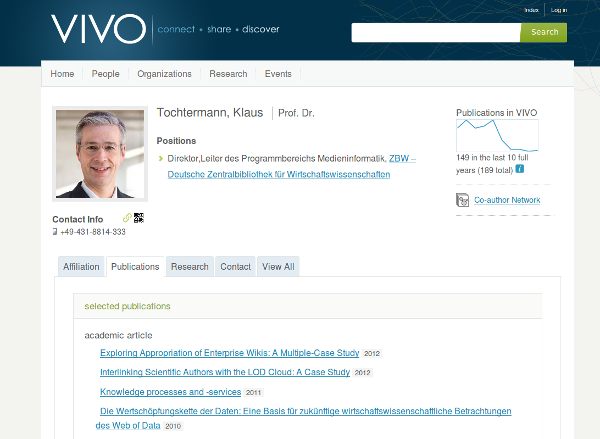 Index Log in
VIVO connect • share • discover
Search
Home People Organizations Research Events
Tochtermann, Klaus Prof. Dr.
Positions
Direktor,Leiter des Programmbereichs Medieninformatik, ZBW –
Deutsche Zentralbibliothek für Wirtschaftswissenschaften
Publications in VIVO
149 in the last 10 full
years (189 total) i
Co-author Network
Contact Info
+49-431-8814-333
Affiliation Publications Research Contact View All
selected publications
academic article
Exploring Appropriation of Enterprise Wikis: A Multiple-Case Study 2012
Interlinking Scientific Authors with the LOD Cloud: A Case Study 2012
Knowledge processes and -services 2011
Die Wertschöpfungskette der Daten: Eine Basis für zukünftige wirtschaftswissenschaftliche Betrachtungen
des Web of Data 2010